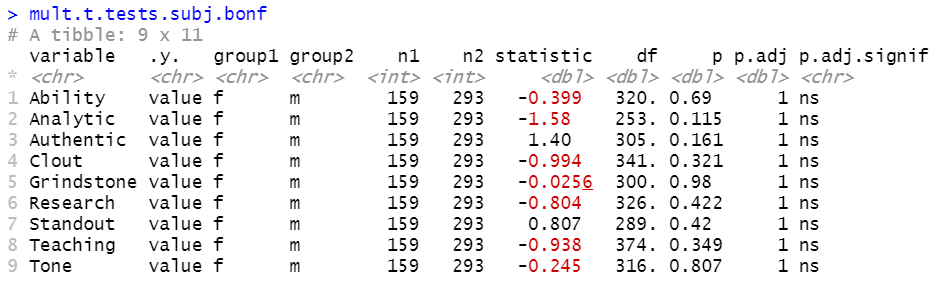 > mult.t.tests.subj.bonf
# A tibble: 9 x 11
  variable   .y.   group1 group2    n1    n2 statistic    df     p p.adj p.adj.signif
* <chr>      <chr> <chr>  <chr>  <int> <int>     <dbl> <dbl> <dbl> <dbl> <chr>
1 Ability    value f      m        159   293   -0.399   320. 0.69      1 ns
2 Analytic   value f      m        159   293   -1.58    253. 0.115     1 ns
3 Authentic  value f      m        159   293    1.40    305. 0.161     1 ns
4 Clout      value f      m        159   293   -0.994   341. 0.321     1 ns
5 Grindstone value f      m        159   293   -0.0256  300. 0.98      1 ns
6 Research   value f      m        159   293   -0.804   326. 0.422     1 ns
7 Standout   value f      m        159   293    0.807   289. 0.42      1 ns
8 Teaching   value f      m        159   293   -0.938   374. 0.349     1 ns
9 Tone       value f      m        159   293   -0.245   316. 0.807     1 ns